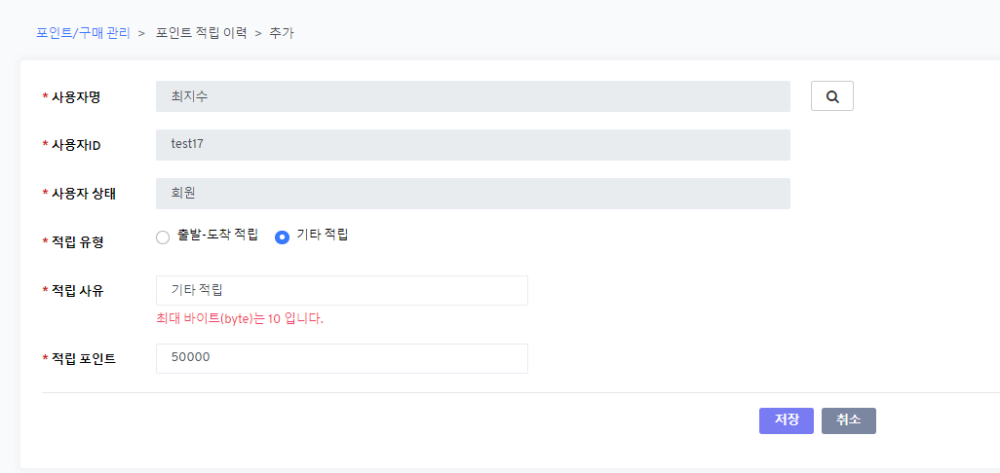 포인트/구매 관리 > 포인트 적립 이력 > 추가
* 사용자명 최지수
* 사용자ID test17
* 사용자 상태 회원
* 적립 유형 출발-도착 적립 기타 적립
* 적립 사유 기타 적립
최대 바이트(byte)는 10 입니다.
* 적립 포인트 50000
저장 취소